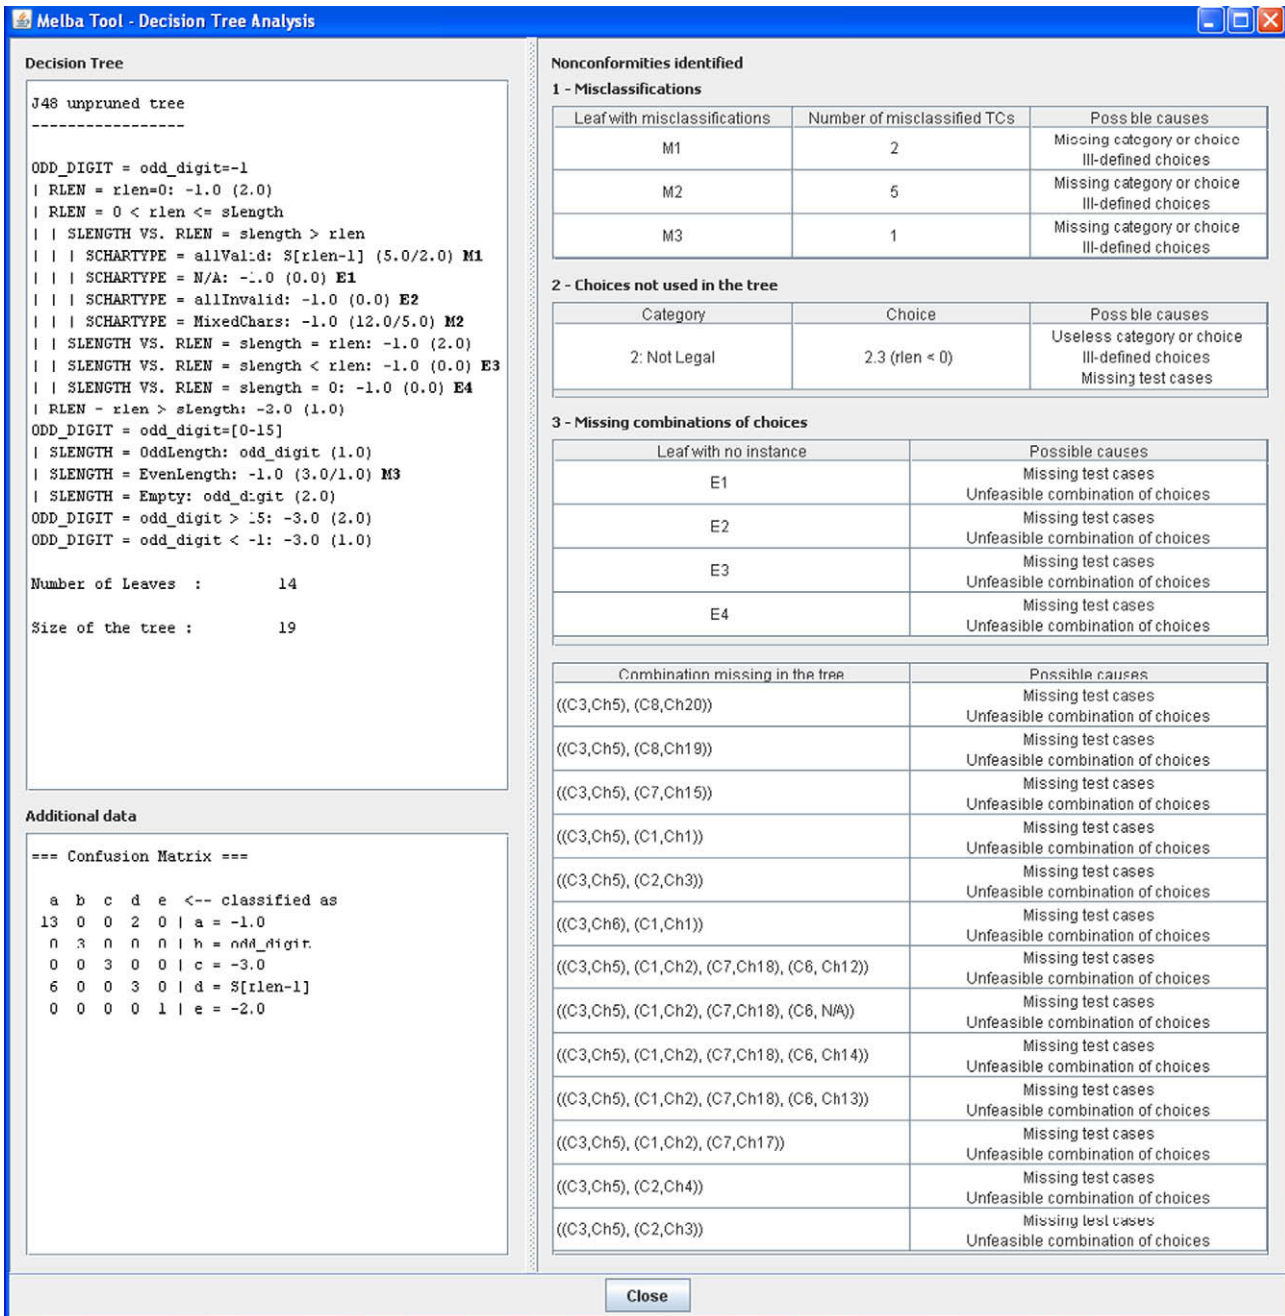 Melba Tool - Decision Tree Analysis
Decision Tree
J48 unpruned tree
-----------------
ODD_DIGIT = odd_digit=-1
| RLEN = rlen=0: -1.0 (2.0)
| RLEN = 0 < rlen <= sLength
| | SLENGTH VS. RLEN = slength > rlen
| | | SCHARTYPE = allValid: S[rlen-1] (5.0/2.0) M1
| | | SCHARTYPE = N/A: -1.0 (0.0) E1
| | | SCHARTYPE = allInvalid: -1.0 (0.0) E2
| | | SCHARTYPE = MixedChars: -1.0 (12.0/5.0) M2
| | SLENGTH VS. RLEN = slength = rlen: -1.0 (2.0)
| | SLENGTH VS. RLEN = slength < rlen: -1.0 (0.0) E3
| | SLENGTH VS. RLEN = slength = 0: -1.0 (0.0) E4
| RLEN = rlen > sLength: -2.0 (1.0)
ODD_DIGIT = odd_digit=[0-15]
| SLENGTH = OddLength: odd_digit (1.0)
| SLENGTH = EvenLength: -1.0 (3.0/1.0) M3
| SLENGTH = Empty: odd_digit (2.0)
ODD_DIGIT = odd_digit > 15: -3.0 (2.0)
ODD_DIGIT = odd_digit < -1: -3.0 (1.0)
Number of Leaves : 14
Size of the tree : 19
Additional data
=== Confusion Matrix ===
a b c d e <-- classified as
13 0 0 2 0 | a = -1.0
0 3 0 0 0 | b = odd_digit
0 0 3 0 0 | c = -3.0
6 0 0 3 0 | d = S[rlen-1]
0 0 0 0 1 | e = -2.0
Nonconformities identified
1 - Misclassifications
Leaf with misclassifications Number of misclassified TCs Possible causes
M1 2 Missing category or choice
Ill-defined choices
M2 5 Missing category or choice
Ill-defined choices
M3 1 Missing category or choice
Ill-defined choices
2 - Choices not used in the tree
Category Choice Possible causes
2: Not Legal 2.3 (rlen < 0) Useless category or choice
Ill-defined choices
Missing test cases
3 - Missing combinations of choices
Leaf with no instance Possible causes
E1 Missing test cases
Unfeasible combination of choices
E2 Missing test cases
Unfeasible combination of choices
E3 Missing test cases
Unfeasible combination of choices
E4 Missing test cases
Unfeasible combination of choices
Combination missing in the tree Possible causes
((C3,Ch5), (C8,Ch20)) Missing test cases
Unfeasible combination of choices
((C3,Ch5), (C8,Ch19)) Missing test cases
Unfeasible combination of choices
((C3,Ch5), (C7,Ch15)) Missing test cases
Unfeasible combination of choices
((C3,Ch5), (C1,Ch1)) Missing test cases
Unfeasible combination of choices
((C3,Ch5), (C2,Ch3)) Missing test cases
Unfeasible combination of choices
((C3,Ch6), (C1,Ch1)) Missing test cases
Unfeasible combination of choices
((C3,Ch5), (C1,Ch2), (C7,Ch18), (C6, Ch12)) Missing test cases
Unfeasible combination of choices
((C3,Ch5), (C1,Ch2), (C7,Ch18), (C6, N/A)) Missing test cases
Unfeasible combination of choices
((C3,Ch5), (C1,Ch2), (C7,Ch18), (C6, Ch14)) Missing test cases
Unfeasible combination of choices
((C3,Ch5), (C1,Ch2), (C7,Ch18), (C6, Ch13)) Missing test cases
Unfeasible combination of choices
((C3,Ch5), (C1,Ch2), (C7,Ch17)) Missing test cases
Unfeasible combination of choices
((C3,Ch5), (C2,Ch4)) Missing test cases
Unfeasible combination of choices
((C3,Ch5), (C2,Ch3)) Missing test cases
Unfeasible combination of choices
Close